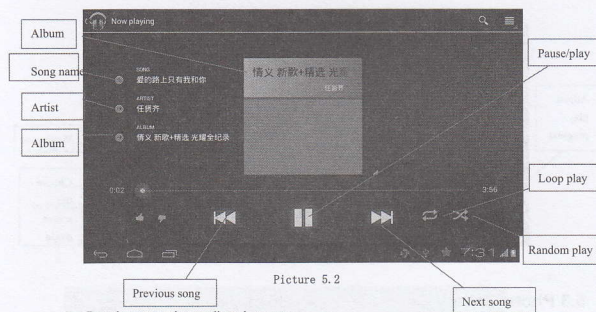 Now playing
Album
Song name
Artist
Album
SONG
爱的路上只有我和你
ARTIST
任贤齐
ALBUM
情义 新歌+精选 光耀全纪录
情义 新歌+精选 光
任贤齐
Pause/play
Loop play
Random play
0:02
3:56
7:31
Previous song
Picture 5.2
Next song